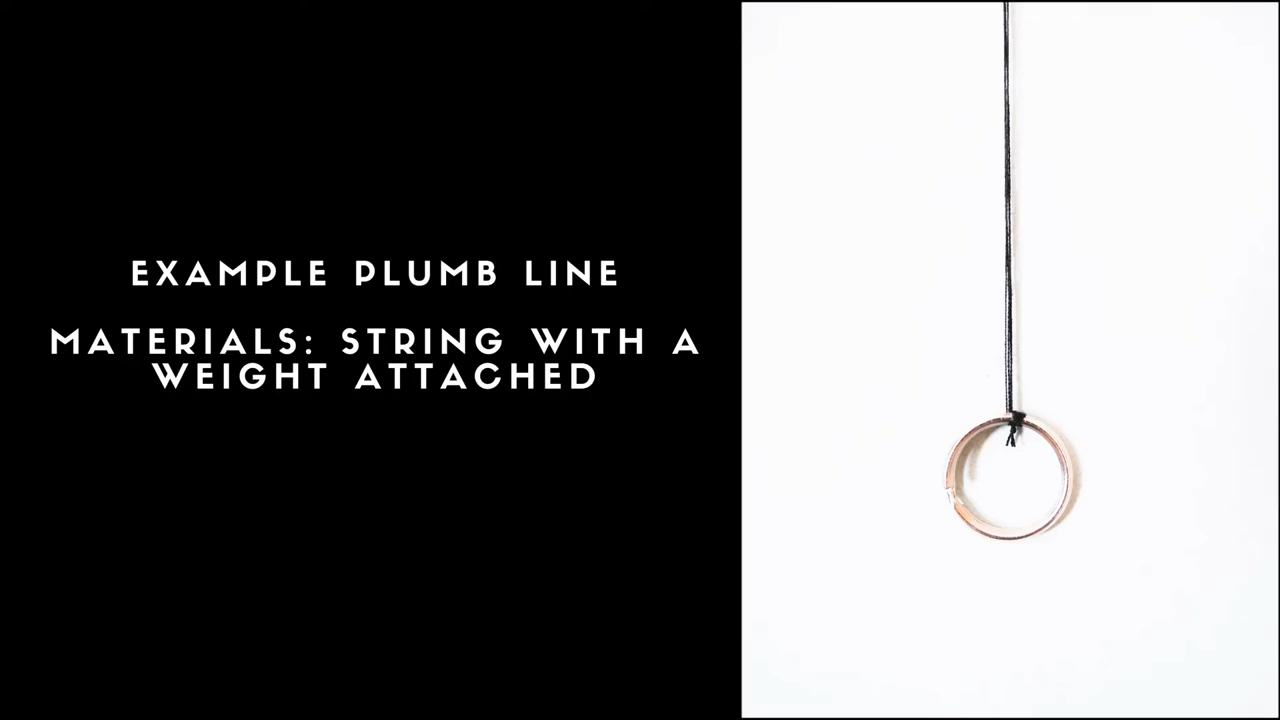 EXAMPLE PLUMB LINE
MATERIALS: STRING WITH A
WEIGHT ATTACHED